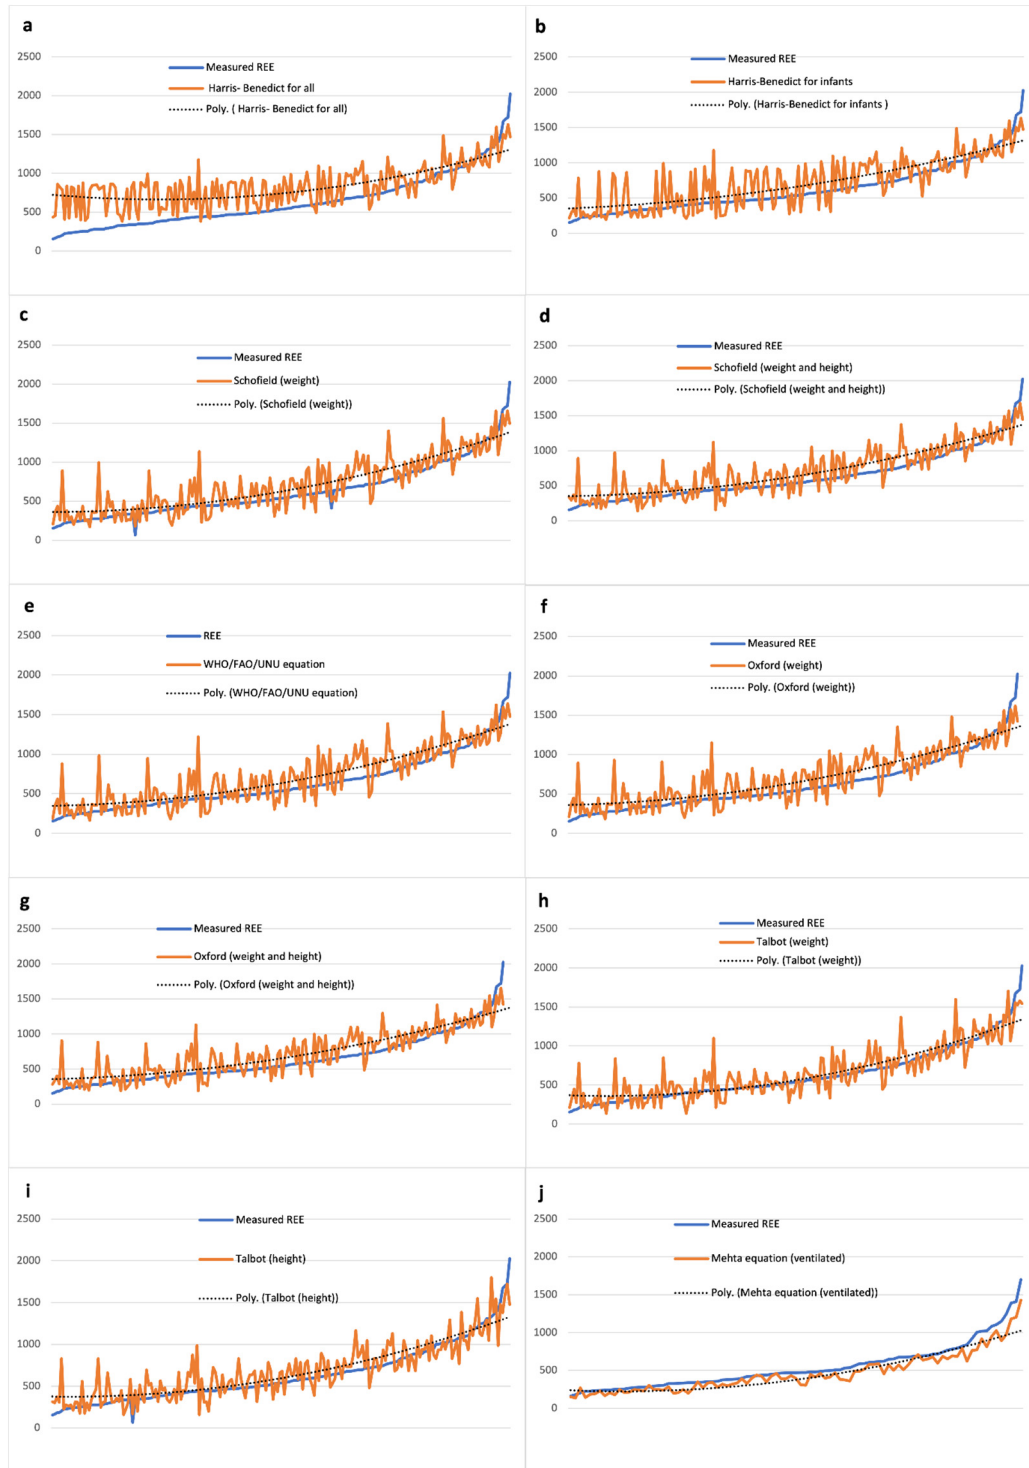 a
2500
2000
1500
1000
500
0
Measured REE
Harris- Benedict for all
Poly. ( Harris- Benedict for all)
b
2500
2000
1500
1000
500
0
Measured REE
Harris-Benedict for infants
Poly. (Harris-Benedict for infants )
c
2500
2000
1500
1000
500
0
Measured REE
Schofield (weight)
Poly. (Schofield (weight))
d
2500
2000
1500
1000
500
0
Measured REE
Schofield (weight and height)
Poly. (Schofield (weight and height))
e
2500
2000
1500
1000
500
0
REE
WHO/FAO/UNU equation
Poly. (WHO/FAO/UNU equation)
f
2500
2000
1500
1000
500
0
Measured REE
Oxford (weight)
Poly. (Oxford (weight))
g
2500
2000
1500
1000
500
0
Measured REE
Oxford (weight and height)
Poly. (Oxford (weight and height))
h
2500
2000
1500
1000
500
0
Measured REE
Talbot (weight)
Poly. (Talbot (weight))
i
2500
2000
1500
1000
500
0
Measured REE
Talbot (height)
Poly. (Talbot (height))
j
2500
2000
1500
1000
500
0
Measured REE
Mehta equation (ventilated)
Poly. (Mehta equation (ventilated))